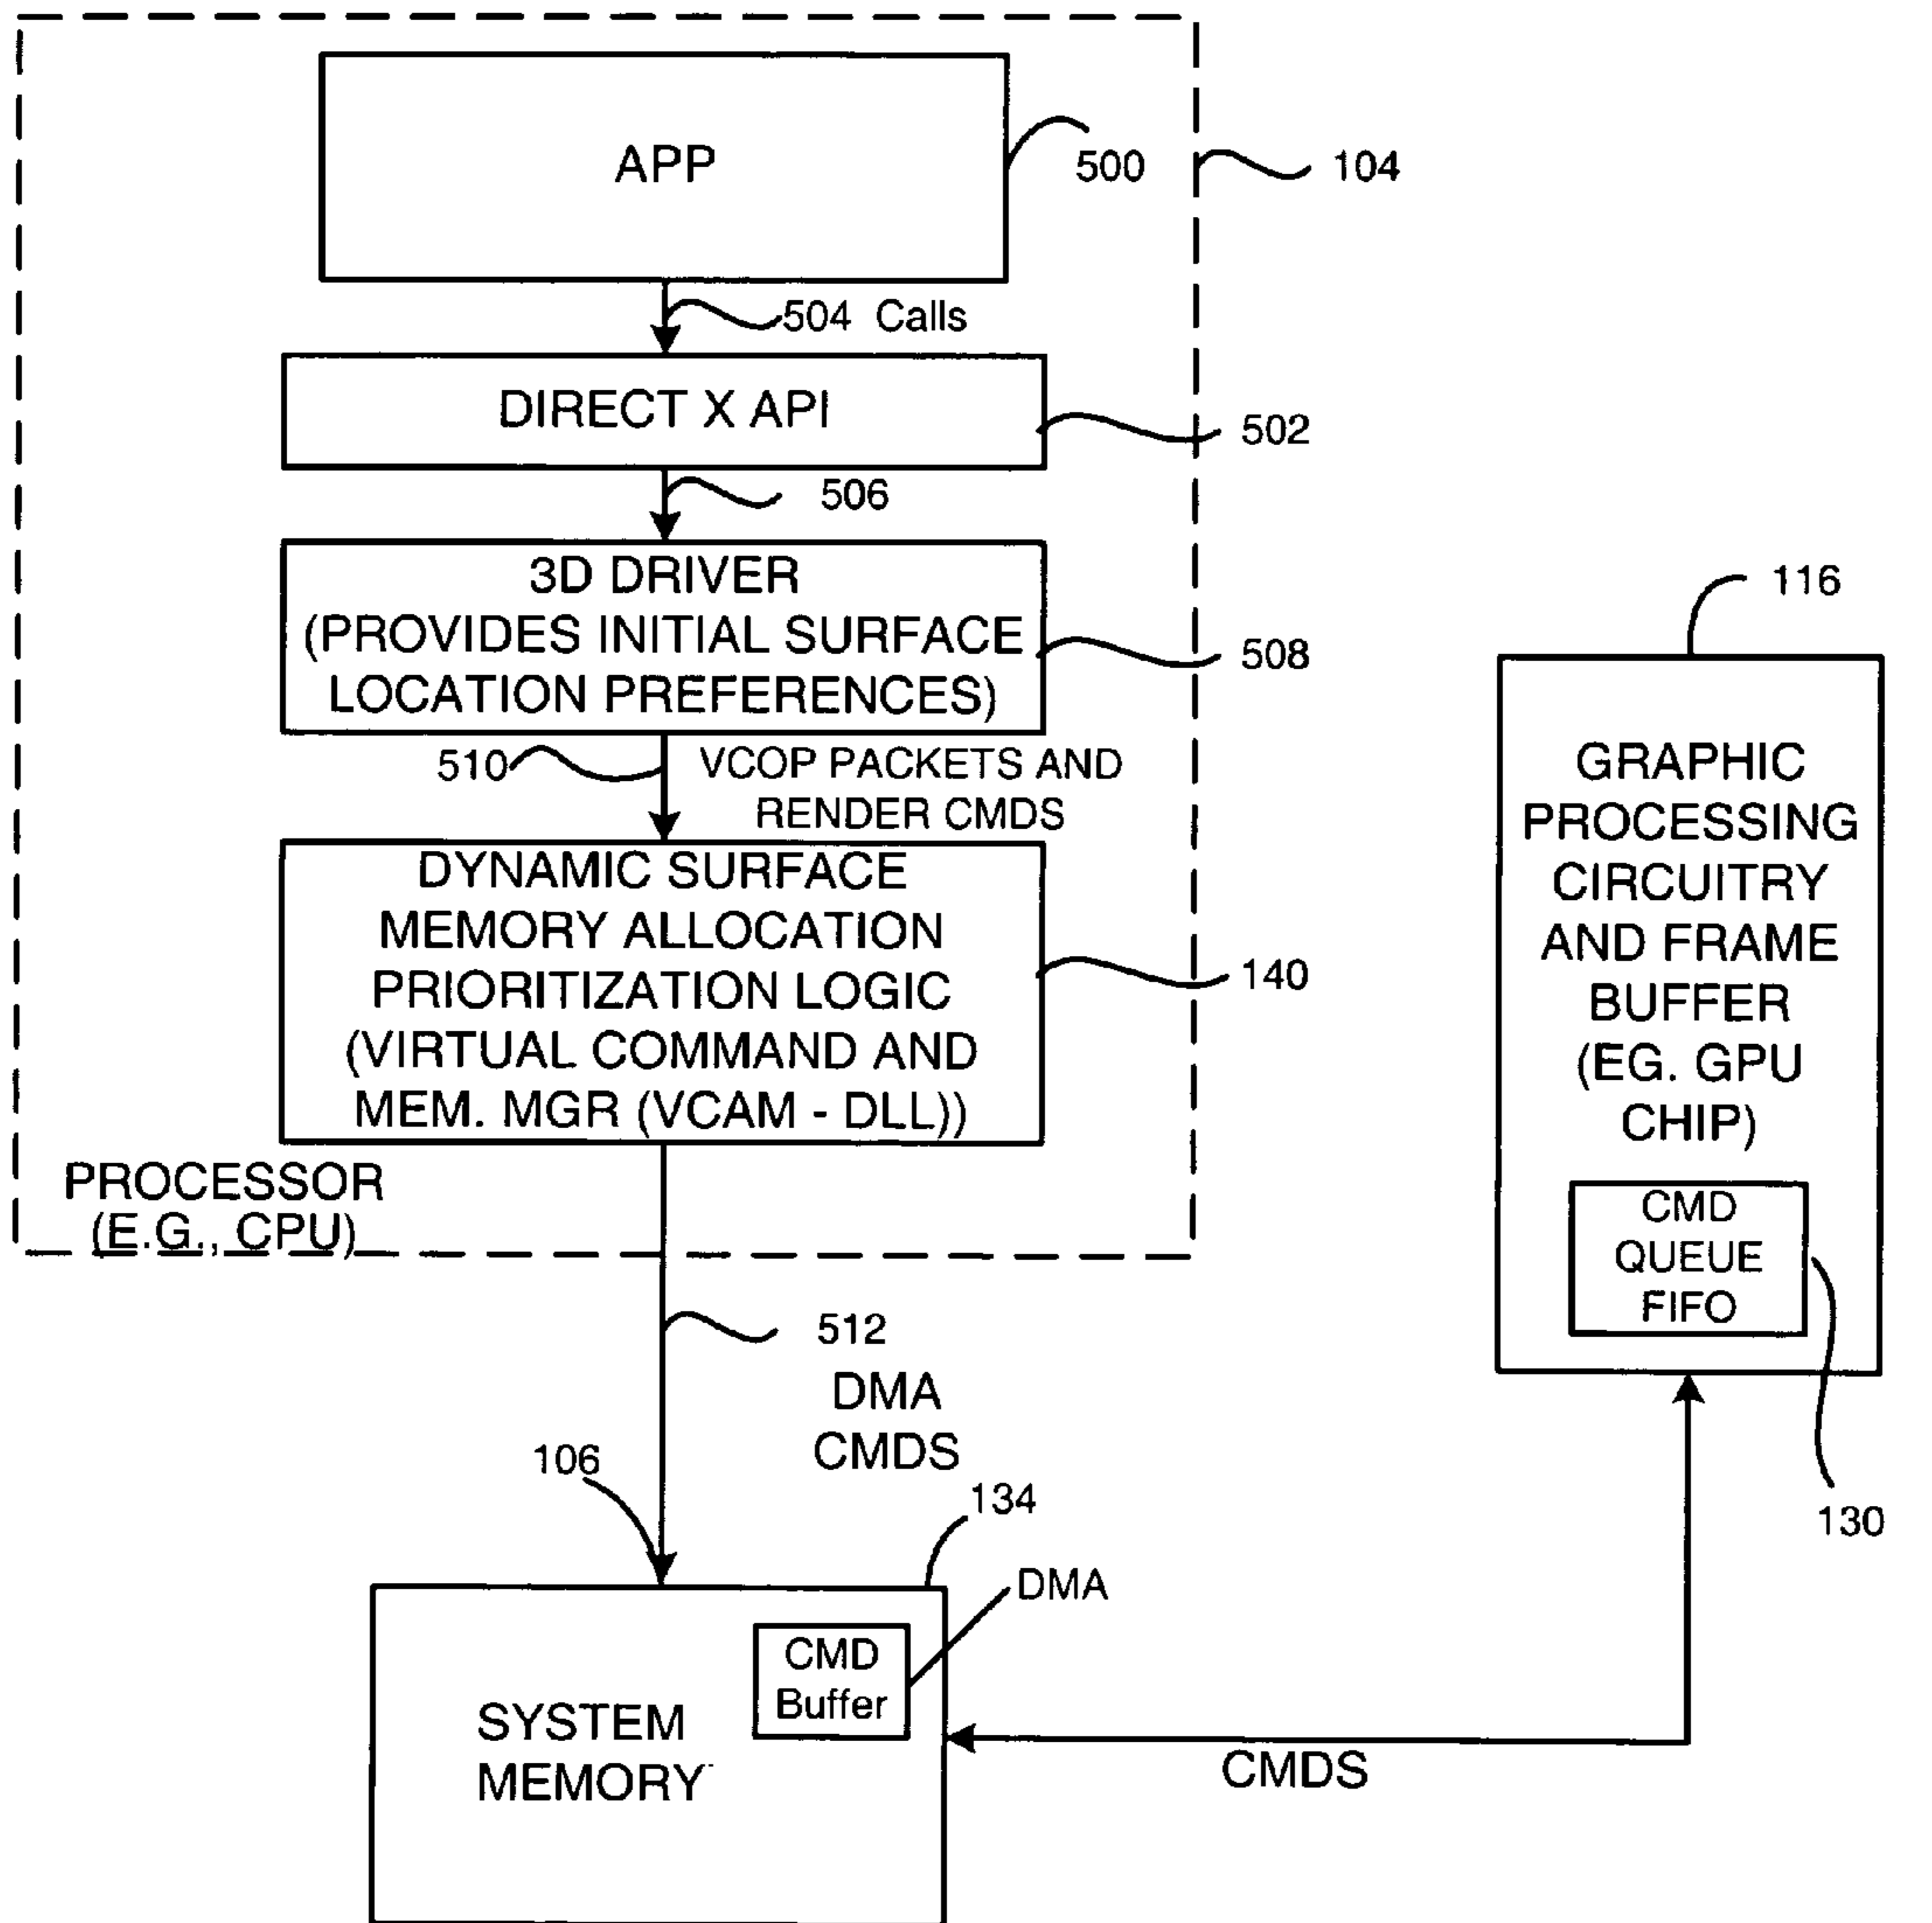 APP
500
104
504 Calls
DIRECT X API
502
506
3D DRIVER
(PROVIDES INITIAL SURFACE
LOCATION PREFERENCES)
508
510
VCOP PACKETS AND
RENDER CMDS
DYNAMIC SURFACE
MEMORY ALLOCATION
PRIORITIZATION LOGIC
(VIRTUAL COMMAND AND
MEM. MGR (VCAM - DLL))
140
PROCESSOR
(E.G., CPU)
116
GRAPHIC
PROCESSING
CIRCUITRY
AND FRAME
BUFFER
(EG. GPU
CHIP)
CMD
QUEUE
FIFO
130
512
DMA
CMDS
106
134
DMA
CMD
Buffer
SYSTEM
MEMORY
CMDS